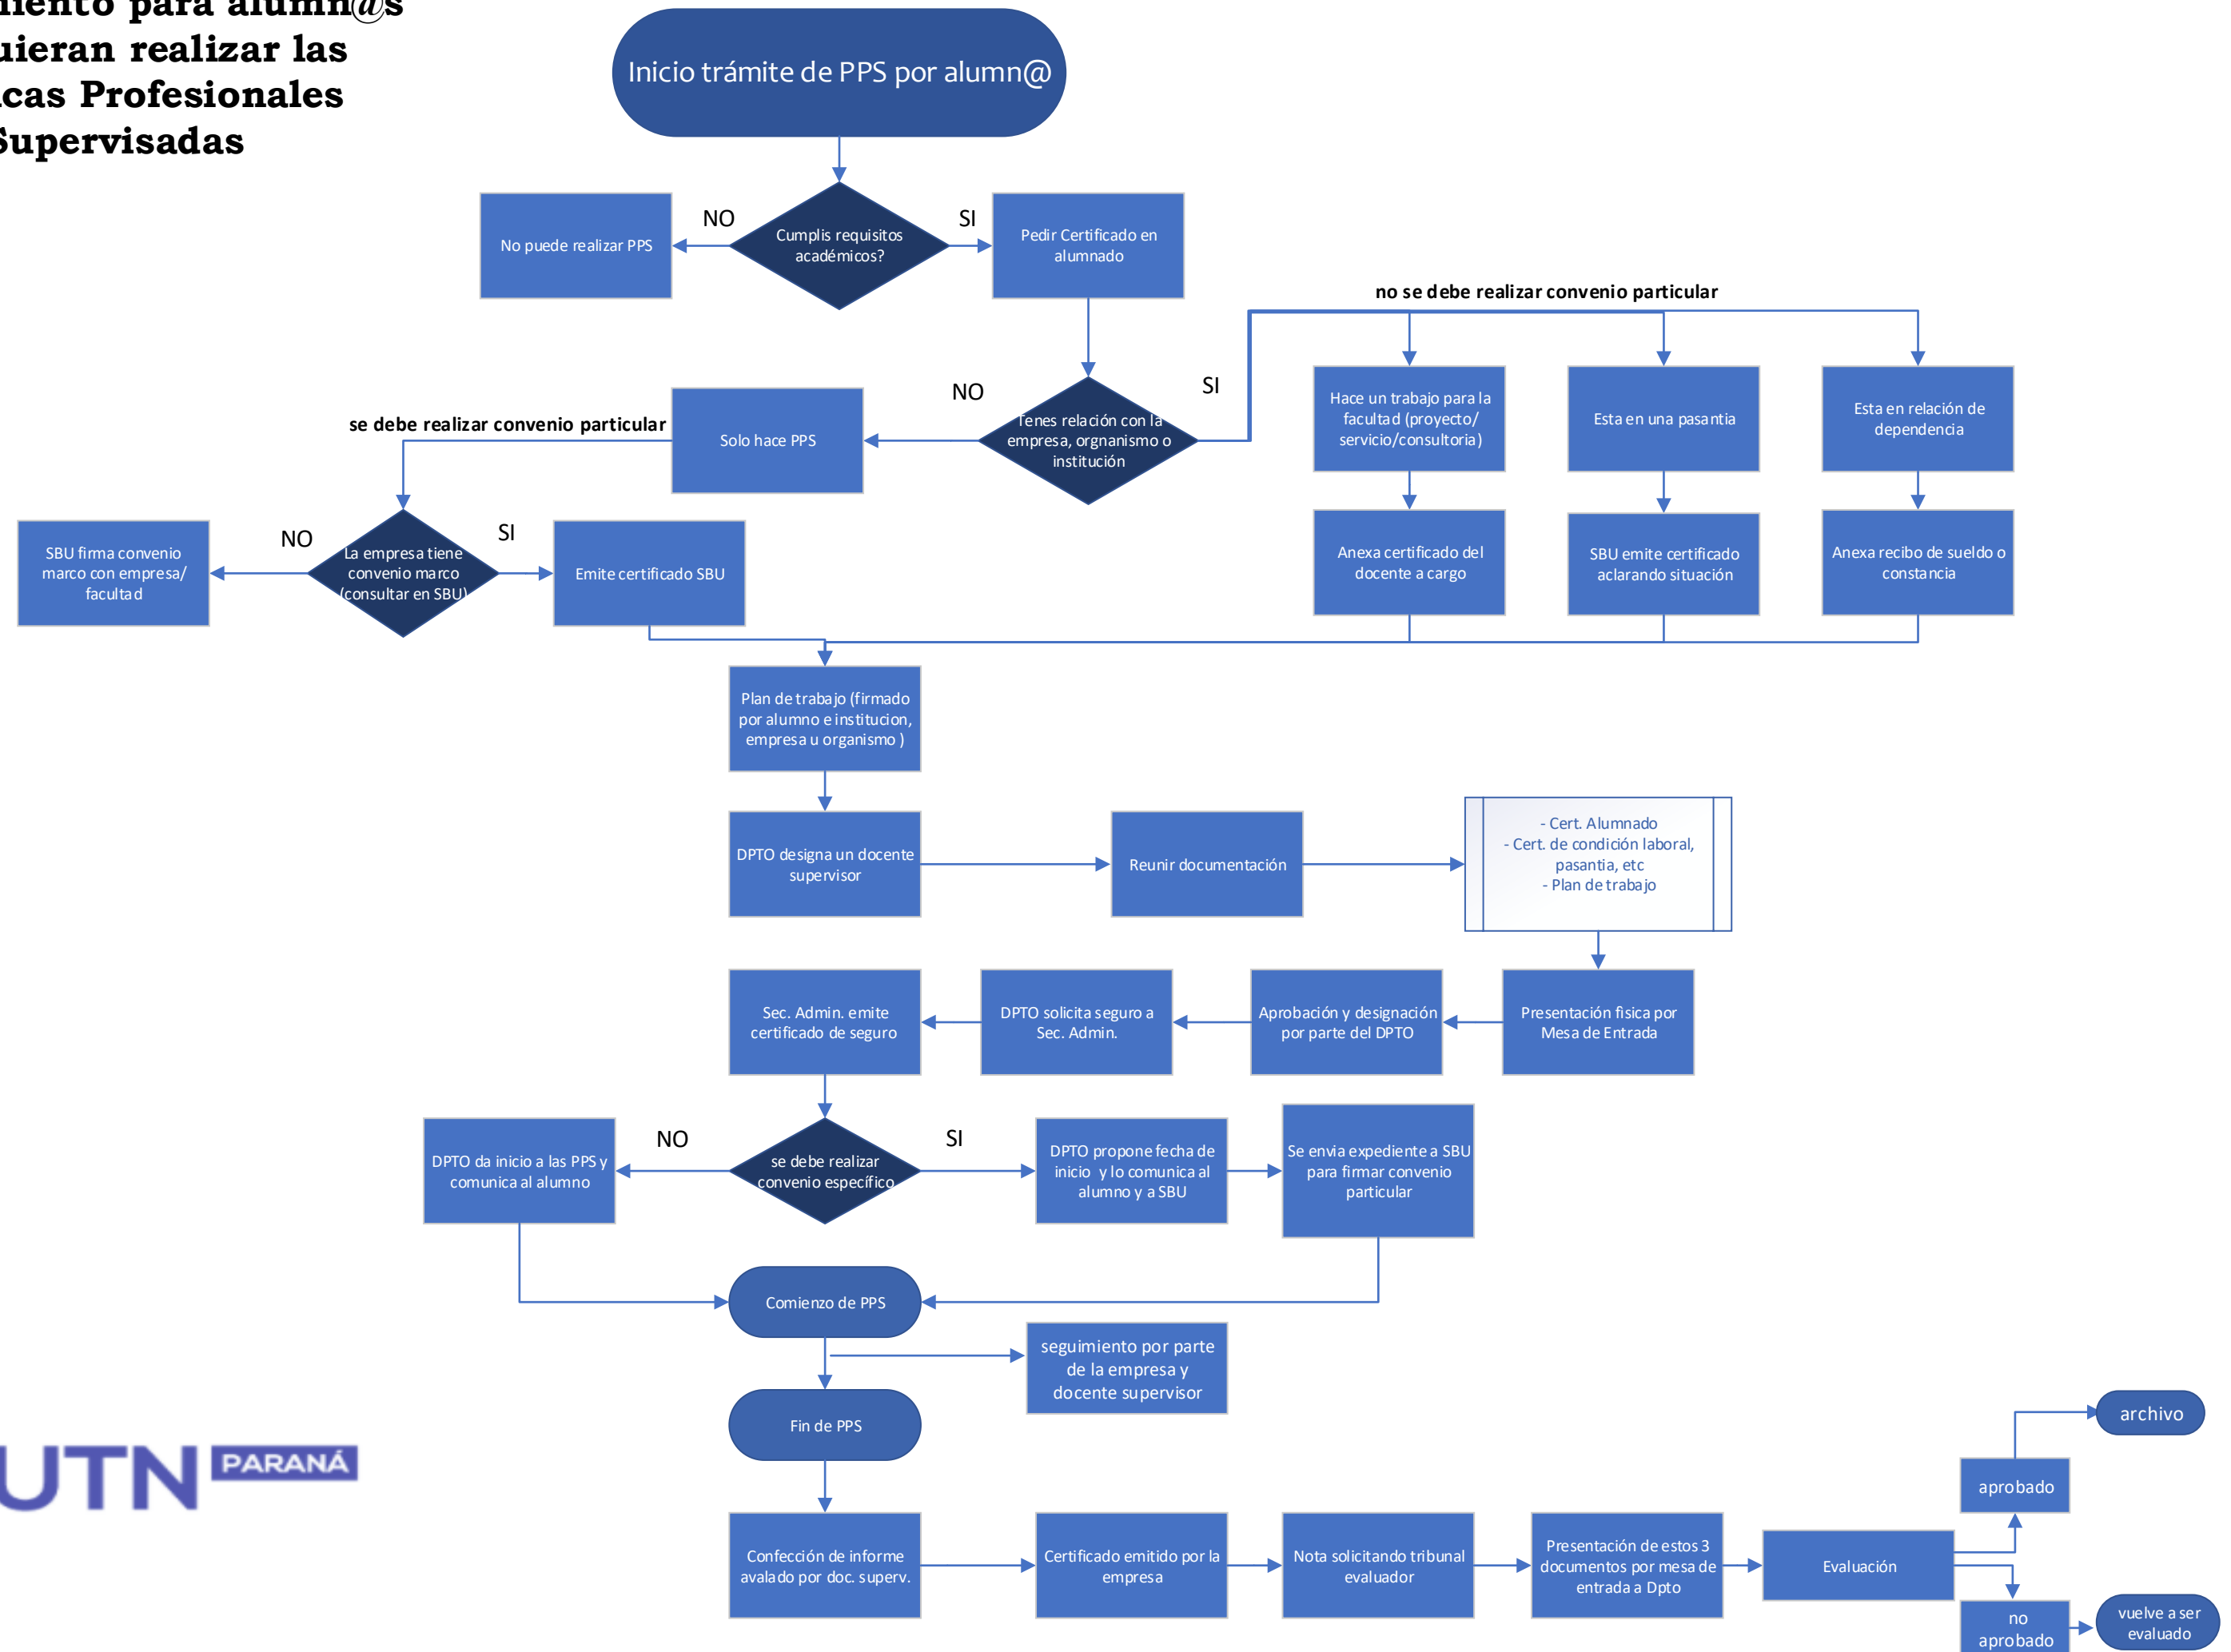 alumn@s
para
realizar las
Profesionales
Supervisadas
Inicio trámite de PPS por alumn@
NO
SI
No puede realizar PPS
Cumplis requisitos
académicos?
Pedir Certificado en
alumnado
no se debe realizar convenio particular
NO
SI
se debe realizar convenio particular
Solo hace PPS
Tenes relación con la
empresa, orgnanismo o
institución
Hace un trabajo para la
facultad (proyecto/
servicio/consultoria)
Esta en una pasantia
Esta en relación de
dependencia
NO
SI
SBU firma convenio
marco con empresa/
facultad
La empresa tiene
convenio marco
(consultar en SBU)
Emite certificado SBU
Anexa certificado del
docente a cargo
SBU emite certificado
aclarando situación
Anexa recibo de sueldo o
constancia
Plan de trabajo (firmado
por alumno e institucion,
empresa u organismo )
DPTO designa un docente
supervisor
Reunir documentación
- Cert. Alumnado
- Cert. de condición laboral,
pasantia, etc
- Plan de trabajo
Sec. Admin. emite
certificado de seguro
DPTO solicita seguro a
Sec. Admin.
Aprobación y designación
por parte del DPTO
Presentación fisica por
Mesa de Entrada
NO
SI
DPTO da inicio a las PPS y
comunica al alumno
se debe realizar
convenio específico
DPTO propone fecha de
inicio y lo comunica al
alumno y a SBU
Se envia expediente a SBU
para firmar convenio
particular
Comienzo de PPS
seguimiento por parte
de la empresa y
docente supervisor
Fin de PPS
archivo
UTN PARANÁ
aprobado
Confección de informe
avalado por doc. superv.
Certificado emitido por la
empresa
Nota solicitando tribunal
evaluador
Presentación de estos 3
documentos por mesa de
entrada a Dpto
Evaluación
no
aprobado
vuelve a ser
evaluado